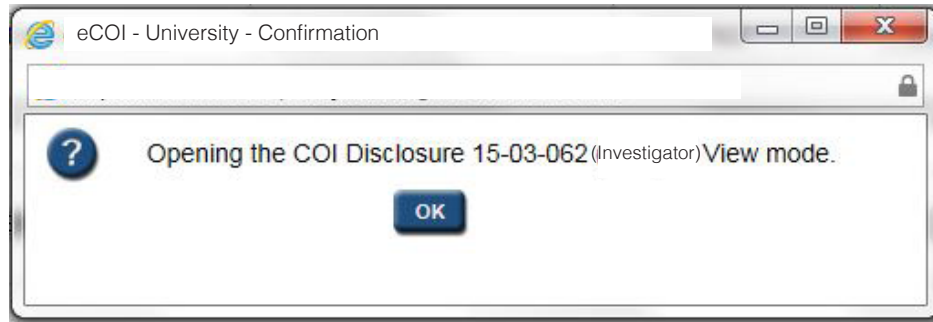 eCOI - University - Confirmation
Opening the COI Disclosure 15-03-062 (Investigator) View mode.
OK